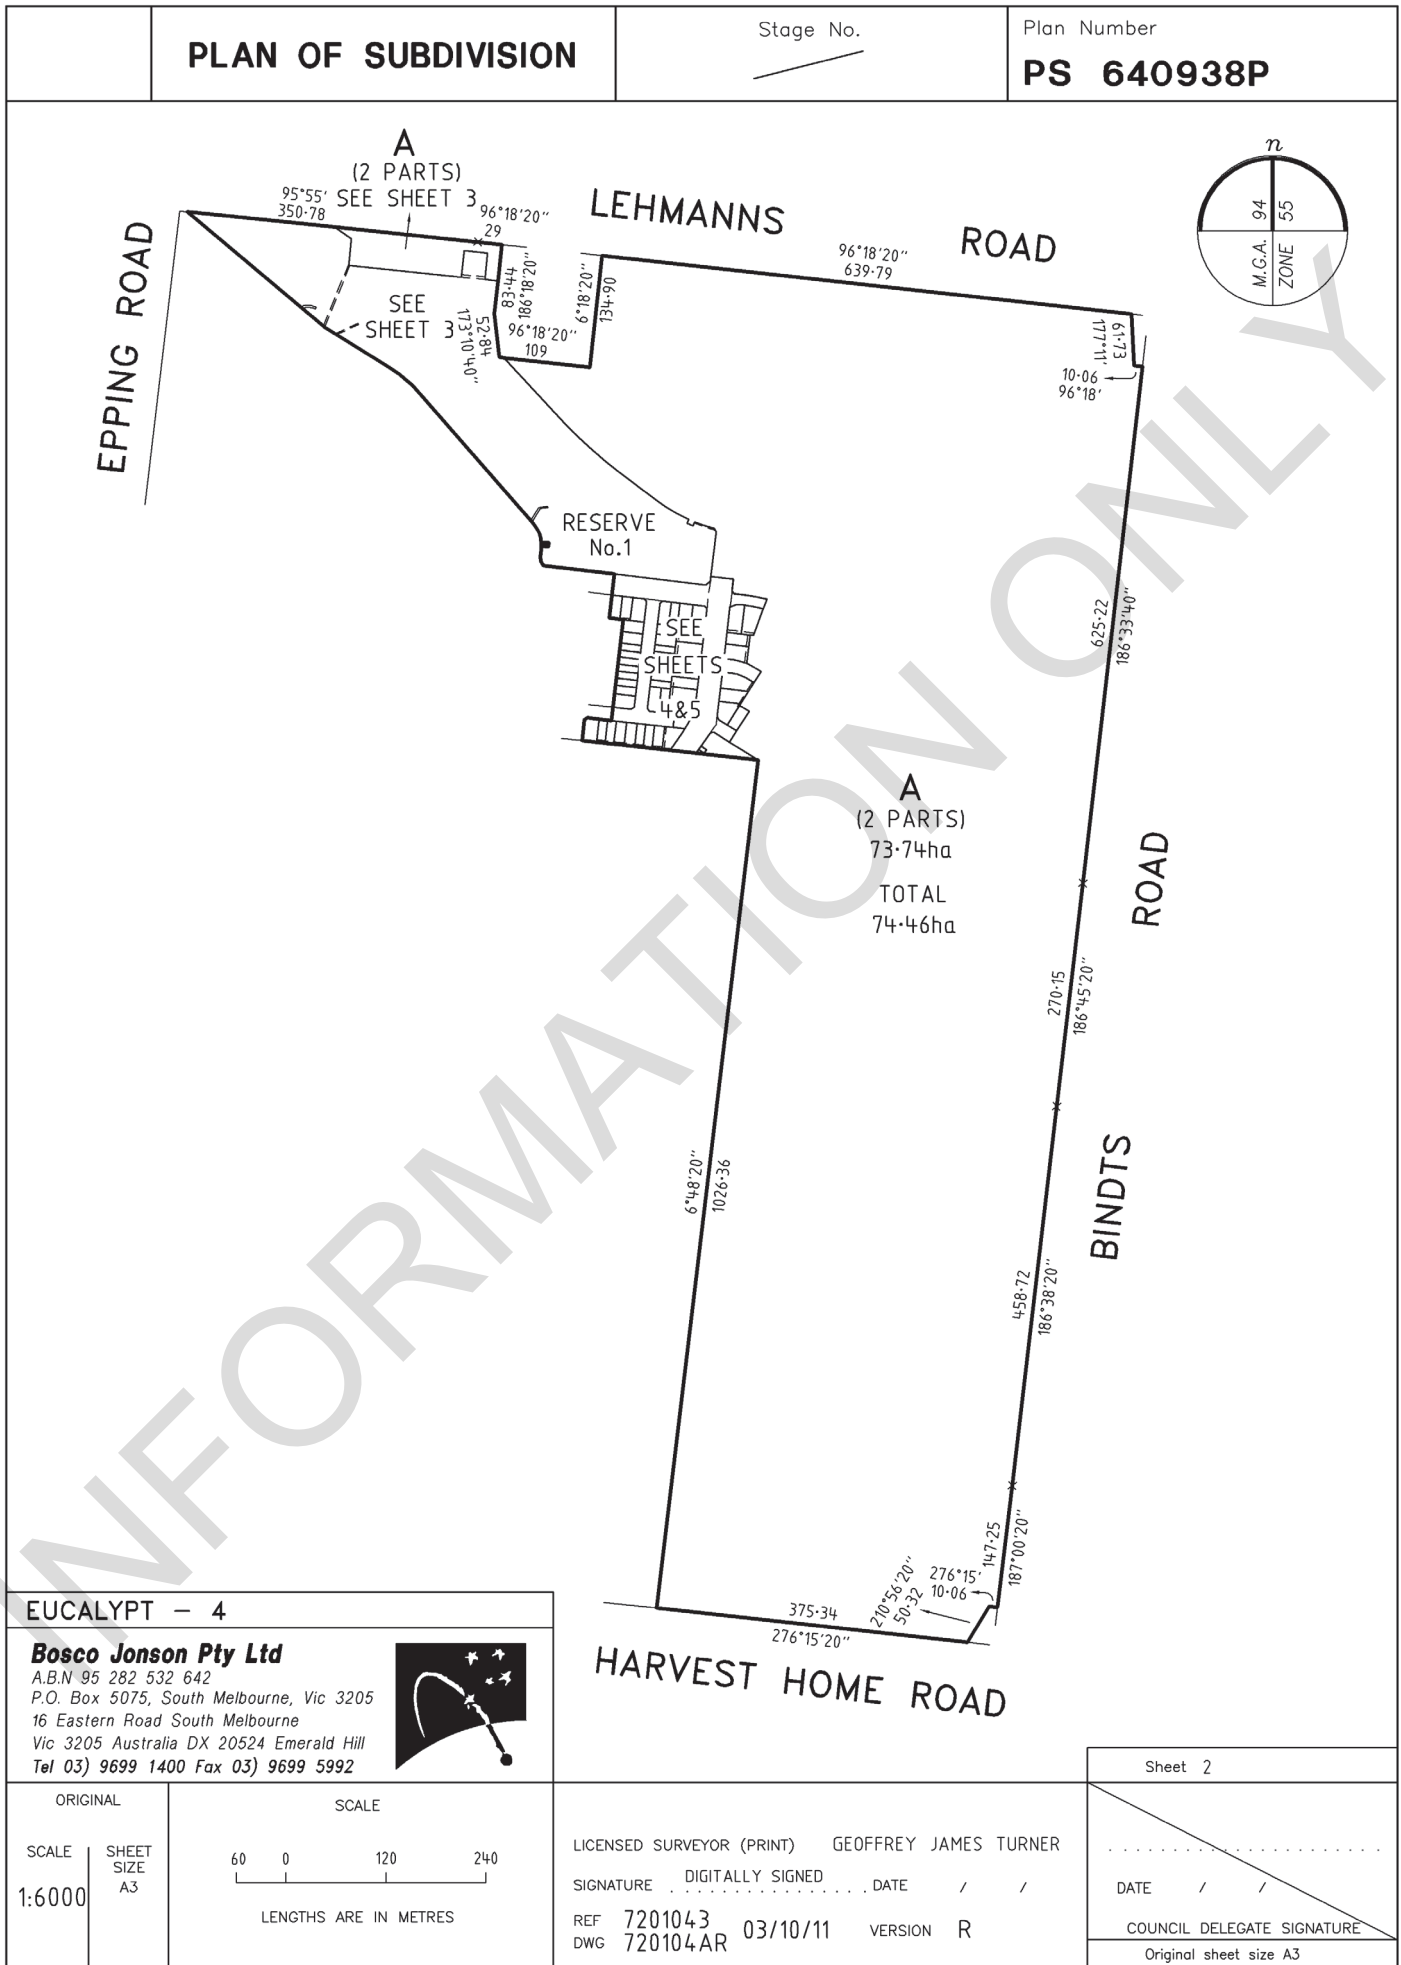 PLAN OF SUBDIVISION
Stage No.
Plan Number
PS 640938P
A
(2 PARTS)
SEE SHEET 3
95°55'
350·78
96°18'20"
29
LEHMANNS ROAD
96°18'20"
639·79
n
M.G.A. 94
ZONE 55
EPPING ROAD
SEE
SHEET 3
83·44
186°18'20"
52·84
173°10'40"
96°18'20"
109
6°18'20"
134·90
61·73
177°11'
10·06
96°18'
RESERVE
No.1
SEE
SHEETS
4&5
625·22
186°33'40"
A
(2 PARTS)
73·74ha
TOTAL
74·46ha
270·15
186°45'20"
BINDTS ROAD
6°48'20"
1026·36
458·72
186°38'20"
147·25
187°00'20"
276°15'
10·06
210°56'20"
50·32
375·34
276°15'20"
HARVEST HOME ROAD
INFORMATION ONLY
EUCALYPT - 4
Bosco Jonson Pty Ltd
A.B.N 95 282 532 642
P.O. Box 5075, South Melbourne, Vic 3205
16 Eastern Road South Melbourne
Vic 3205 Australia DX 20524 Emerald Hill
Tel 03) 9699 1400 Fax 03) 9699 5992
ORIGINAL
SCALE
1:6000
SHEET
SIZE
A3
SCALE
60 0 120 240
LENGTHS ARE IN METRES
LICENSED SURVEYOR (PRINT) GEOFFREY JAMES TURNER
SIGNATURE DIGITALLY SIGNED DATE / /
REF 7201043
DWG 720104AR
03/10/11
VERSION R
Sheet 2
DATE / /
COUNCIL DELEGATE SIGNATURE
Original sheet size A3